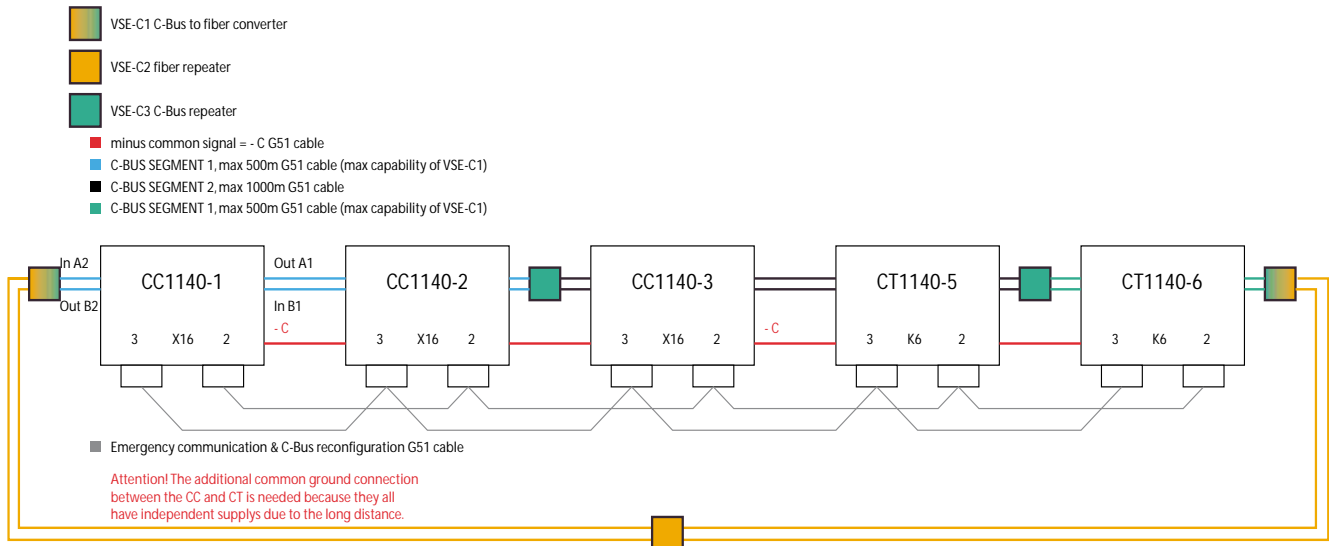 VSE-C1 C-Bus to fiber converter
VSE-C2 fiber repeater
VSE-C3 C-Bus repeater
minus common signal = - C G51 cable
C-BUS SEGMENT 1, max 500m G51 cable (max capability of VSE-C1)
C-BUS SEGMENT 2, max 1000m G51 cable
C-BUS SEGMENT 1, max 500m G51 cable (max capability of VSE-C1)
In A2
Out B2
CC1140-1
3 X16 2
Out A1
In B1
- C
CC1140-2
3 X16 2
CC1140-3
3 X16 2
- C
CT1140-5
3 K6 2
CT1140-6
3 K6 2
Emergency communication & C-Bus reconfiguration G51 cable
Attention! The additional common ground connection
between the CC and CT is needed because they all
have independent supplys due to the long distance.